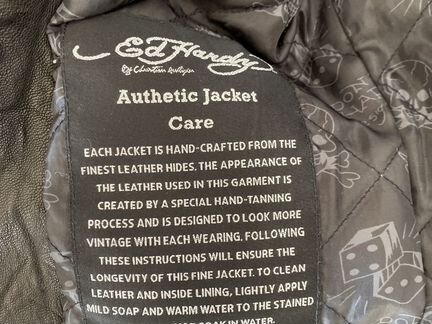 Ed Hardy
By Christian Audigier
Authetic Jacket
Care
EACH JACKET IS HAND-CRAFTED FROM THE
FINEST LEATHER HIDES. THE APPEARANCE OF
THE LEATHER USED IN THIS GARMENT IS
CREATED BY A SPECIAL HAND-TANNING
PROCESS AND IS DESIGNED TO LOOK MORE
VINTAGE WITH EACH WEARING. FOLLOWING
THESE INSTRUCTIONS WILL ENSURE THE
LONGEVITY OF THIS FINE JACKET. TO CLEAN
LEATHER AND INSIDE LINING, LIGHTLY APPLY
MILD SOAP AND WARM WATER TO THE STAINED
SOAK IN WATER.